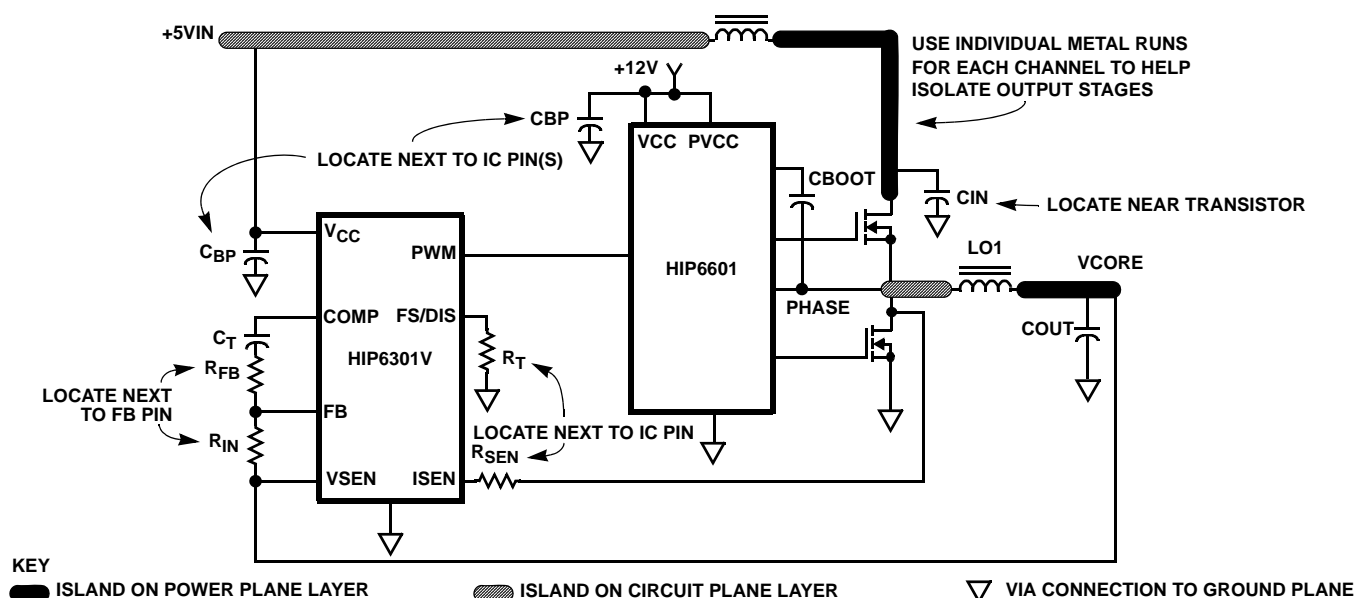 +5VIN
USE INDIVIDUAL METAL RUNS
FOR EACH CHANNEL TO HELP
ISOLATE OUTPUT STAGES
+12V
CBP
VCC PVCC
LOCATE NEXT TO IC PIN(S)
CBOOT
CIN
LOCATE NEAR TRANSISTOR
VCC
CBP
PWM
HIP6601
LO1
VCORE
PHASE
COMP
FS/DIS
COUT
CT
HIP6301V
RT
RFB
LOCATE NEXT
TO FB PIN
FB
RIN
LOCATE NEXT TO IC PIN
RSEN
VSEN
ISEN
KEY
ISLAND ON POWER PLANE LAYER
ISLAND ON CIRCUIT PLANE LAYER
VIA CONNECTION TO GROUND PLANE